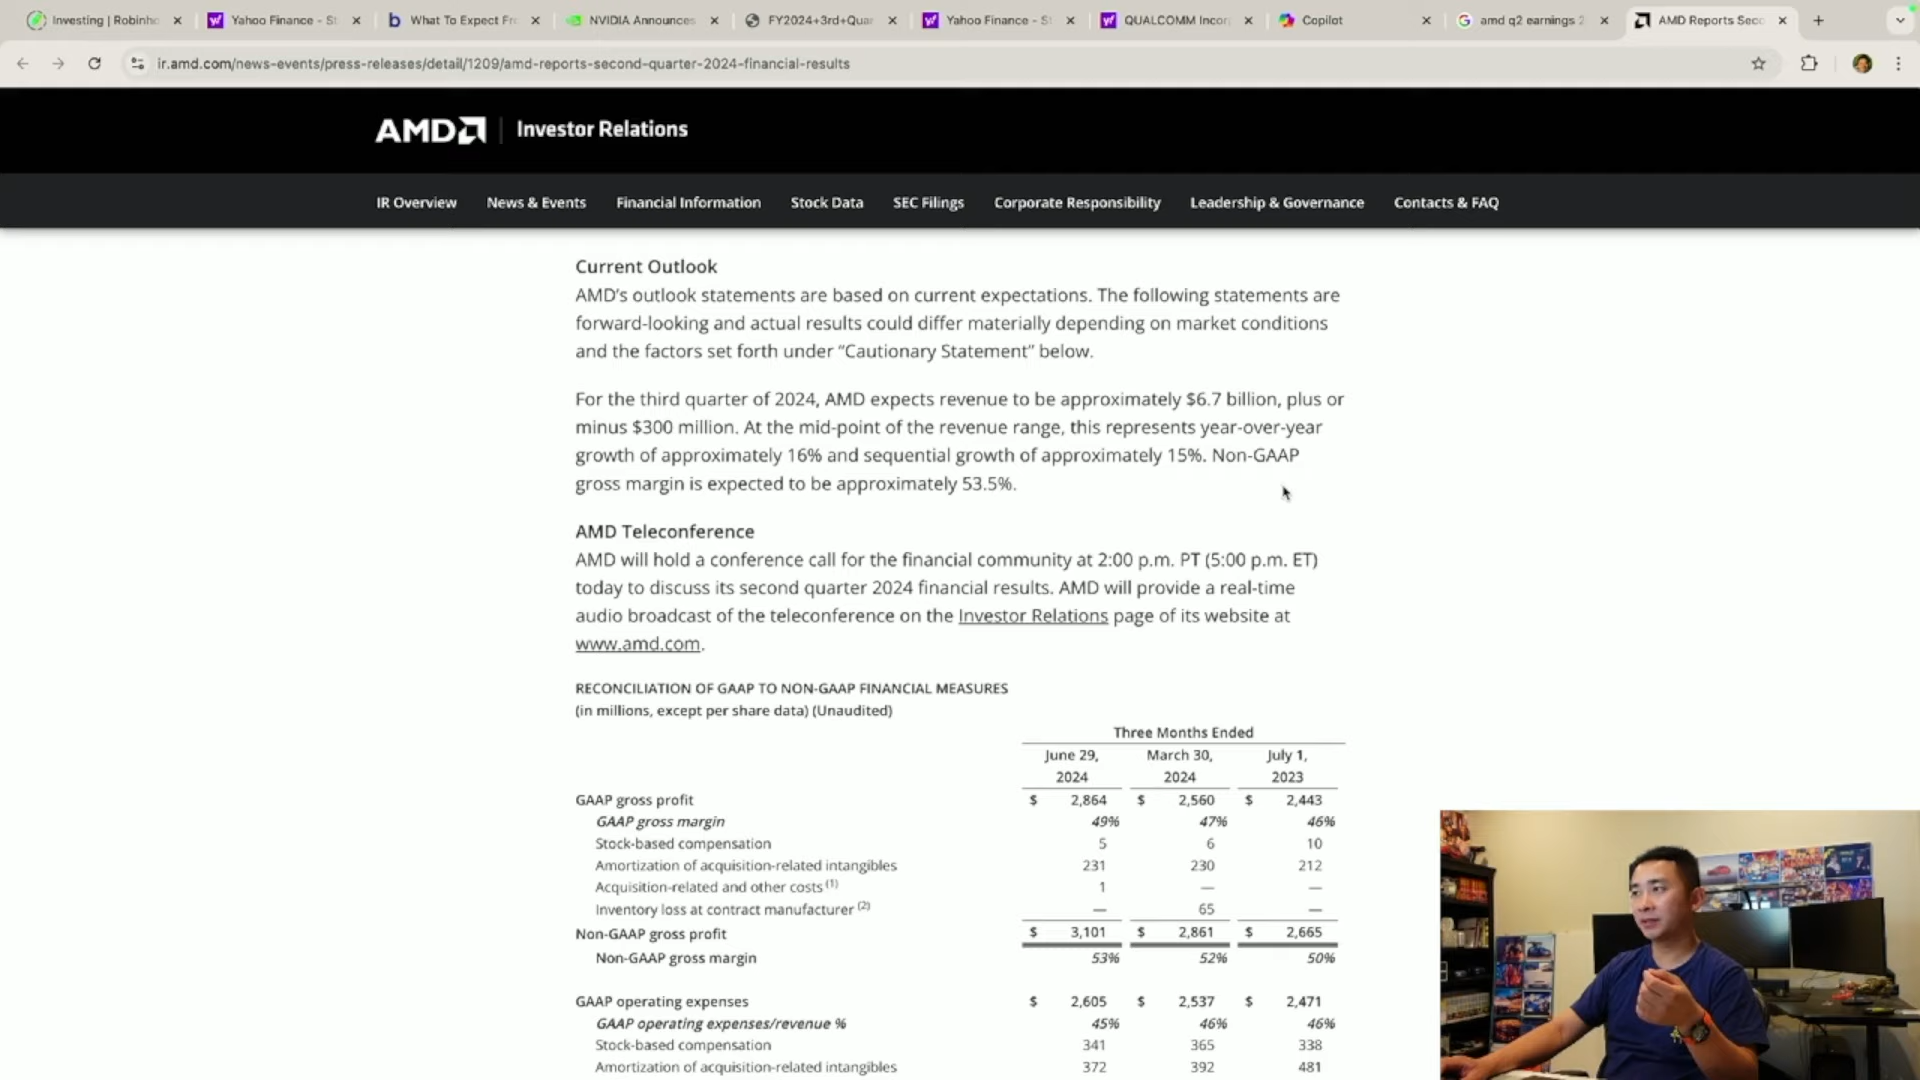 Investing | Robinho
Yahoo Finance - St
What To Expect Fro
NVIDIA Announces
FY2024+3rd+Quar
Yahoo Finance - St
QUALCOMM Incor
Copilot
amd q2 earnings 2
AMD Reports Seco
ir.amd.com/news-events/press-releases/detail/1209/amd-reports-second-quarter-2024-financial-results
AMD | Investor Relations
IR Overview News & Events Financial Information Stock Data SEC Filings Corporate Responsibility Leadership & Governance Contacts & FAQ
Current Outlook
AMD’s outlook statements are based on current expectations. The following statements are
forward-looking and actual results could differ materially depending on market conditions
and the factors set forth under “Cautionary Statement” below.
For the third quarter of 2024, AMD expects revenue to be approximately $6.7 billion, plus or
minus $300 million. At the mid-point of the revenue range, this represents year-over-year
growth of approximately 16% and sequential growth of approximately 15%. Non-GAAP
gross margin is expected to be approximately 53.5%.
AMD Teleconference
AMD will hold a conference call for the financial community at 2:00 p.m. PT (5:00 p.m. ET)
today to discuss its second quarter 2024 financial results. AMD will provide a real-time
audio broadcast of the teleconference on the Investor Relations page of its website at
www.amd.com.
RECONCILIATION OF GAAP TO NON-GAAP FINANCIAL MEASURES
(in millions, except per share data) (Unaudited)
Three Months Ended
June 29, March 30, July 1,
2024 2024 2023
GAAP gross profit $ 2,864 $ 2,560 $ 2,443
GAAP gross margin 49% 47% 46%
Stock-based compensation 5 6 10
Amortization of acquisition-related intangibles 231 230 212
Acquisition-related and other costs (1) 1 — —
Inventory loss at contract manufacturer (2) — 65 —
Non-GAAP gross profit $ 3,101 $ 2,861 $ 2,665
Non-GAAP gross margin 53% 52% 50%
GAAP operating expenses $ 2,605 $ 2,537 $ 2,471
GAAP operating expenses/revenue % 45% 46% 46%
Stock-based compensation 341 365 338
Amortization of acquisition-related intangibles 372 392 481